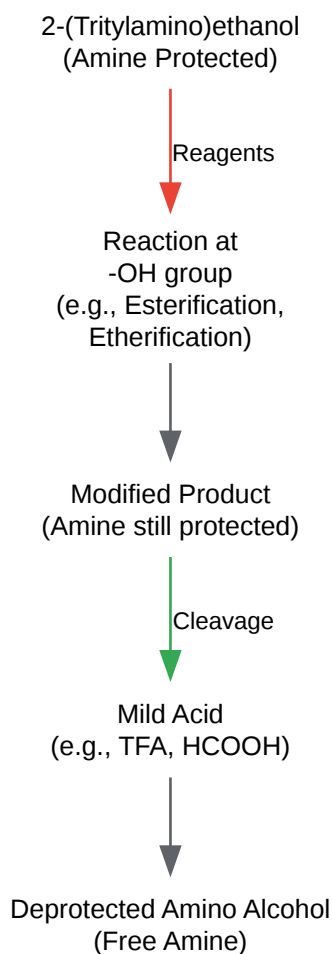 2-(Tritylamino)ethanol
(Amine Protected)
Reagents
Reaction at
-OH group
(e.g., Esterification,
Etherification)
Modified Product
(Amine still protected)
Cleavage
Mild Acid
(e.g., TFA, HCOOH)
Deprotected Amino Alcohol
(Free Amine)